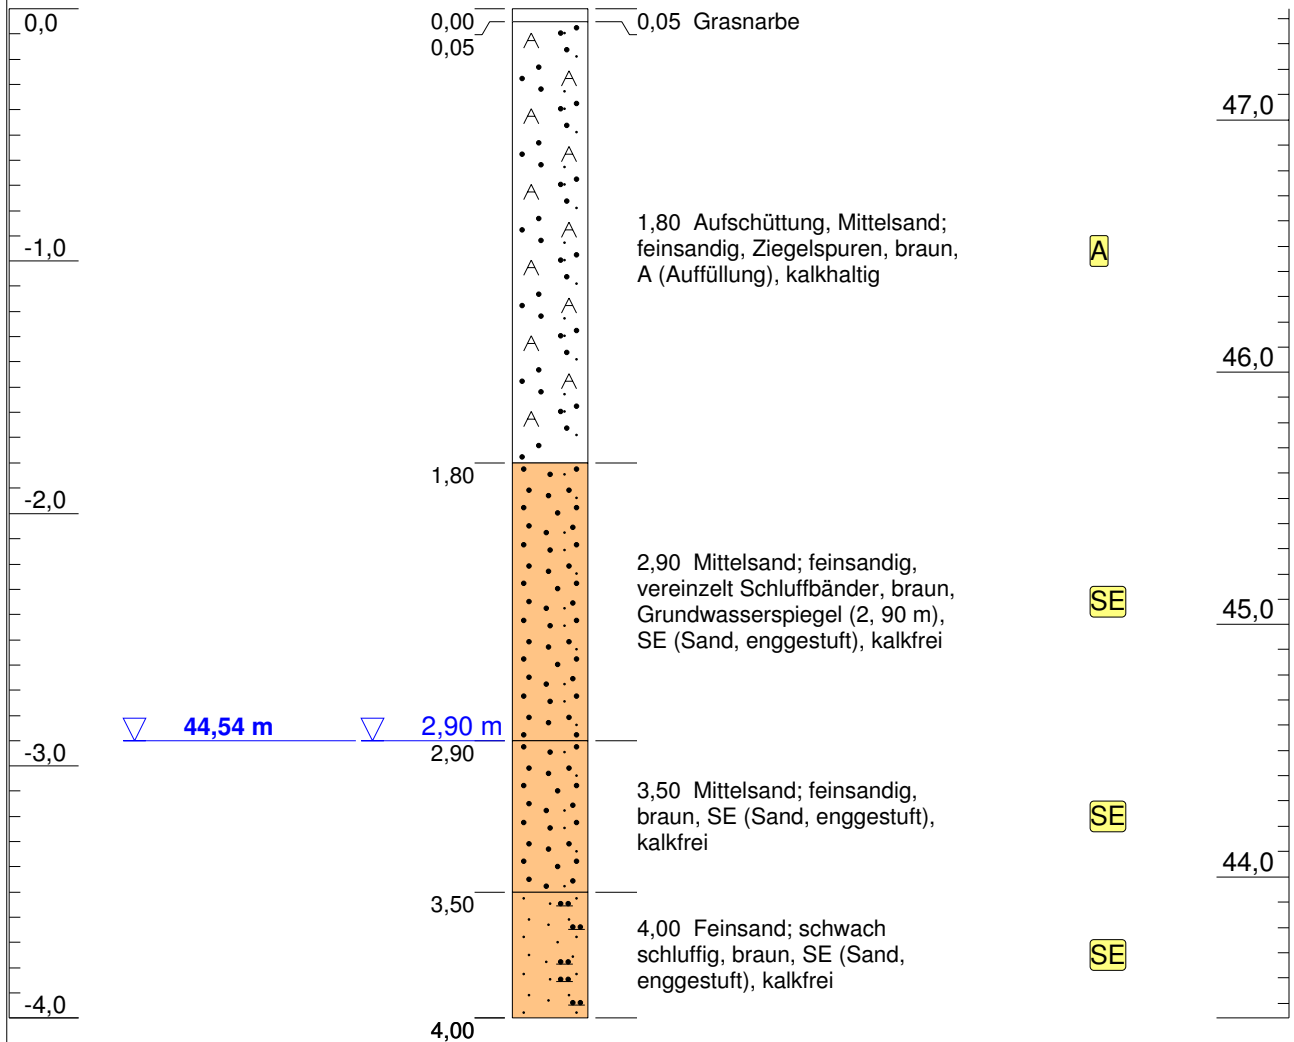 0,0
0,00
0,05
0,05 Grasnarbe
47,0
1,80 Aufschüttung, Mittelsand;
feinsandig, Ziegelspuren, braun,
A (Auffüllung), kalkhaltig
A
-1,0
46,0
1,80
-2,0
2,90 Mittelsand; feinsandig,
vereinzelt Schluffbänder, braun,
Grundwasserspiegel (2, 90 m),
SE (Sand, enggestuft), kalkfrei
SE
45,0
44,54 m
2,90 m
2,90
-3,0
3,50 Mittelsand; feinsandig,
braun, SE (Sand, enggestuft),
kalkfrei
SE
44,0
3,50
4,00 Feinsand; schwach
schluffig, braun, SE (Sand,
enggestuft), kalkfrei
SE
-4,0
4,00